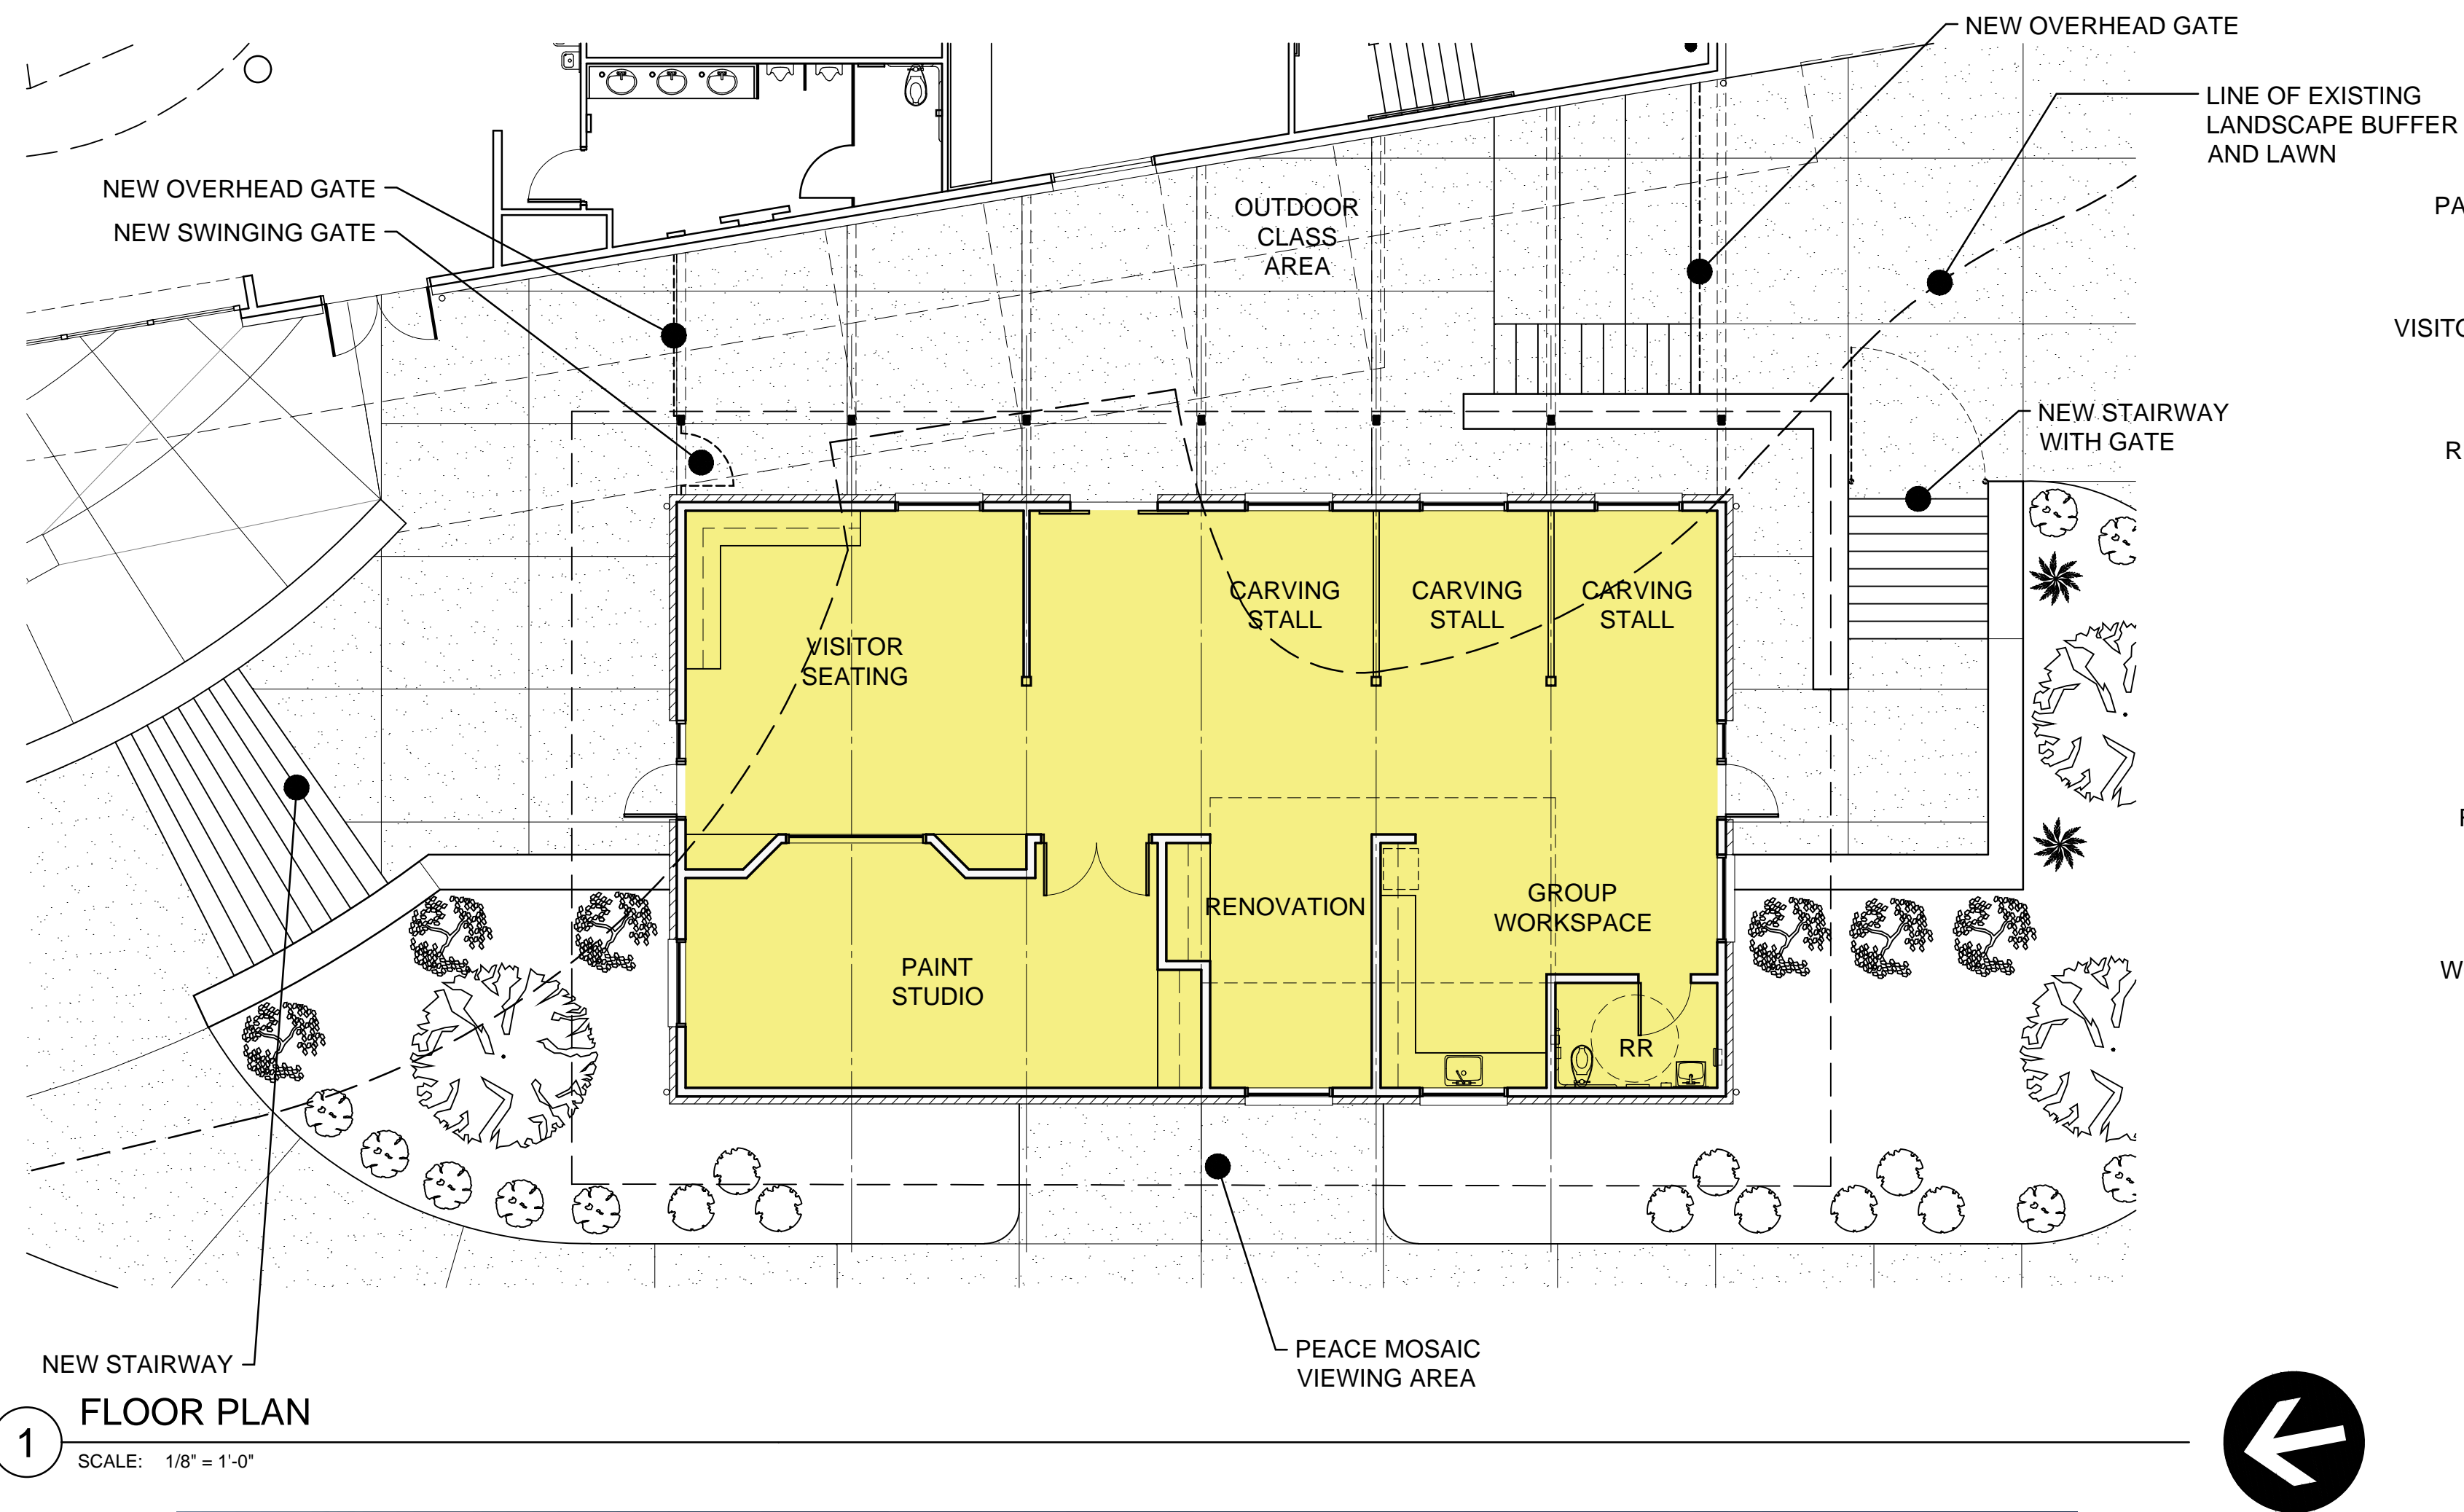 NEW OVERHEAD GATE
LINE OF EXISTING
LANDSCAPE BUFFER
AND LAWN
NEW OVERHEAD GATE
NEW SWINGING GATE
OUTDOOR
CLASS
AREA
NEW STAIRWAY
WITH GATE
CARVING
STALL
CARVING
STALL
CARVING
STALL
VISITOR
SEATING
RENOVATION
GROUP
WORKSPACE
PAINT
STUDIO
RR
PEACE MOSAIC
VIEWING AREA
NEW STAIRWAY
1
FLOOR PLAN
SCALE: 1/8" = 1'-0"